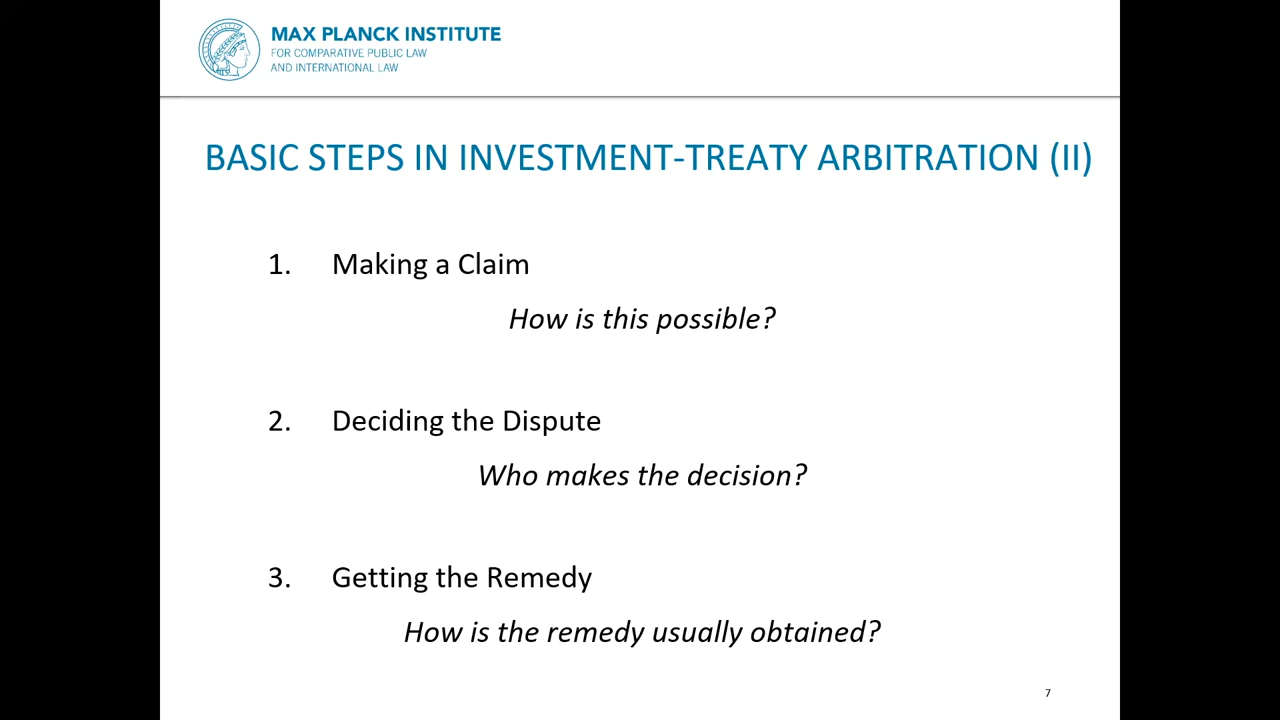 MAX PLANCK INSTITUTE
FOR COMPARATIVE PUBLIC LAW
AND INTERNATIONAL LAW
BASIC STEPS IN INVESTMENT-TREATY ARBITRATION (II)
1. Making a Claim
How is this possible?
2. Deciding the Dispute
Who makes the decision?
3. Getting the Remedy
How is the remedy usually obtained?
7